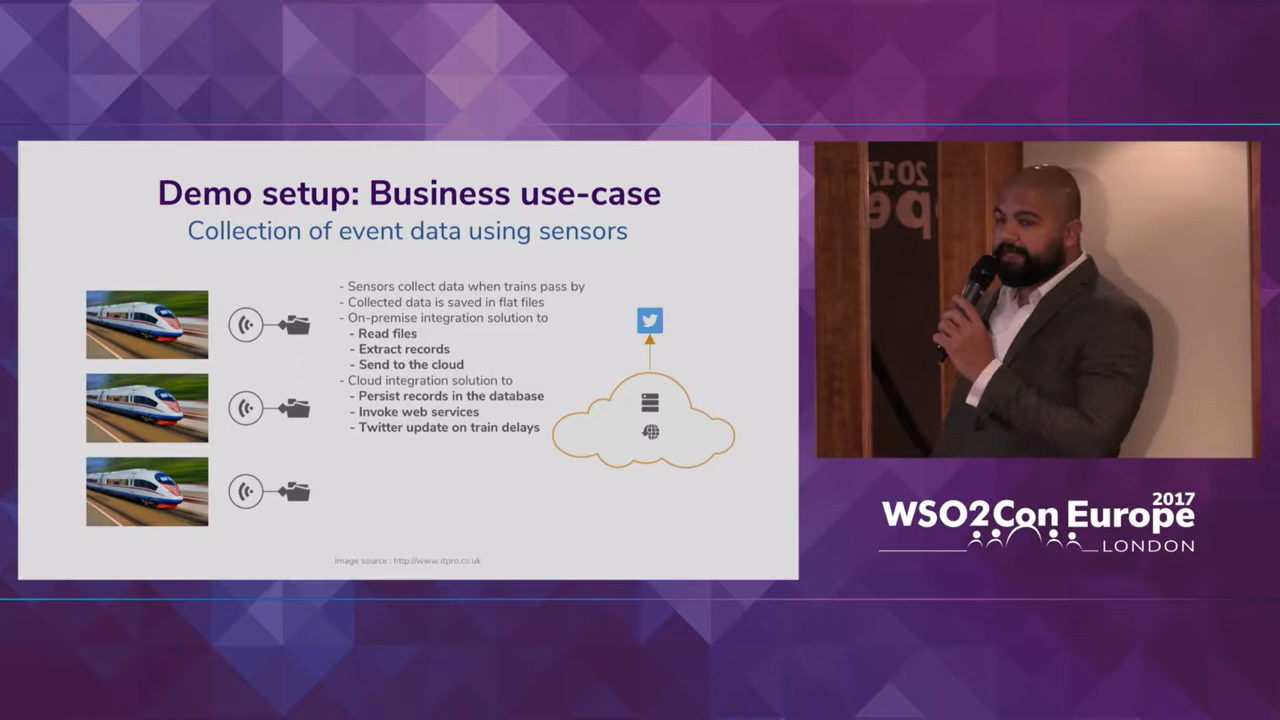 Demo setup: Business use-case
Collection of event data using sensors
- Sensors collect data when trains pass by
- Collected data is saved in flat files
- On-premise integration solution to
- Read files
- Extract records
- Send to the cloud
- Cloud integration solution to
- Persist records in the database
- Invoke web services
- Twitter update on train delays
Image source : http://www.itpro.co.uk
2017
pe
WSO2Con Europe
2017
LONDON